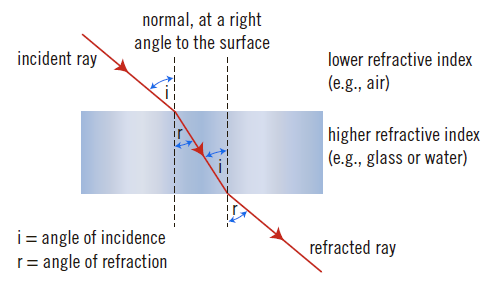 normal, at a right
angle to the surface
incident ray
lower refractive index
(e.g., air)
i
r
higher refractive index
(e.g., glass or water)
i
r
i = angle of incidence
r = angle of refraction
refracted ray